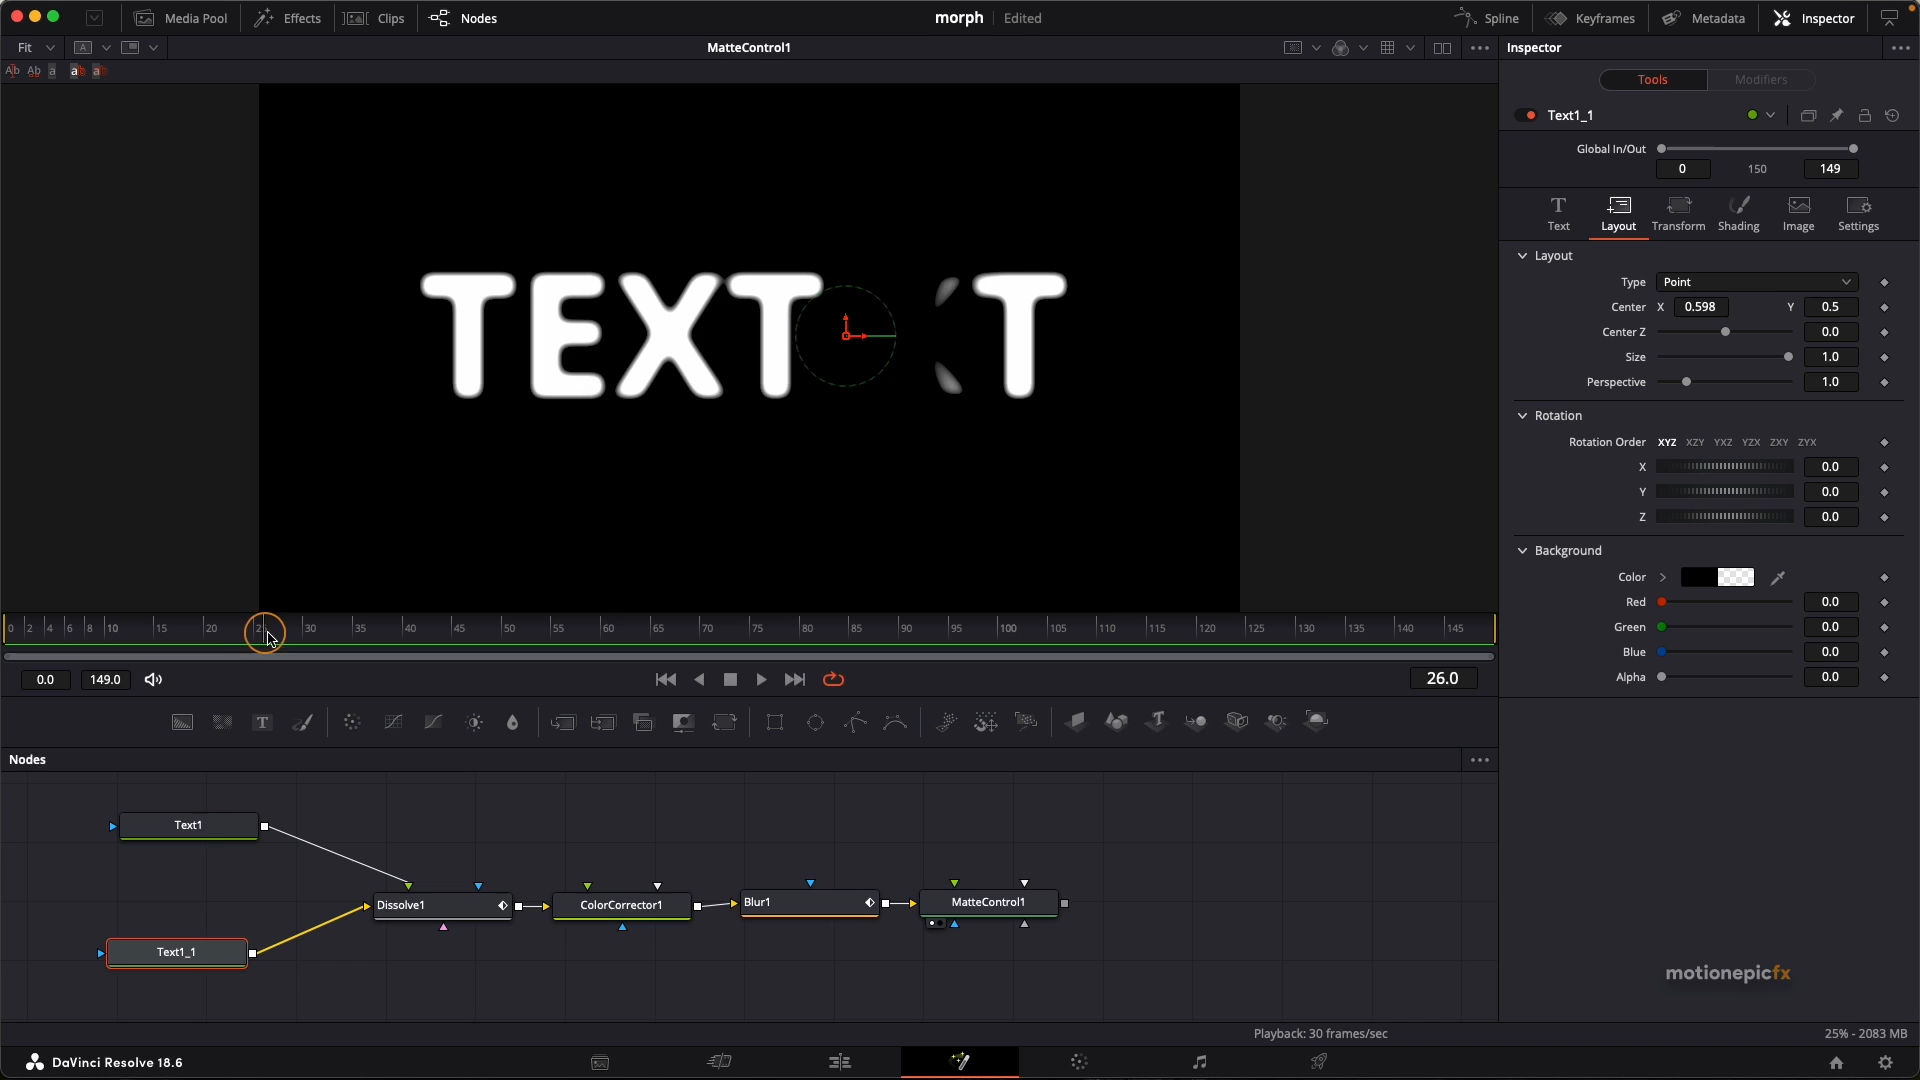 Media Pool Effects Clips Nodes morph Edited Spline Keyframes Metadata Inspector
Fit A MatteControl1 Inspector
Tools Modifiers
Text1_1
Global In/Out
0 150 149
Text Layout Transform Shading Image Settings
Layout
Type Point
Center X 0.598 Y 0.5
Center Z 0.0
Size 1.0
Perspective 1.0
Rotation
Rotation Order XYZ XZY YXZ YZX ZXY ZYX
X 0.0
Y 0.0
Z 0.0
Background
Color
Red 0.0
Green 0.0
Blue 0.0
Alpha 0.0
TEXT T
0 2 4 6 8 10 15 20 30 35 40 45 50 55 60 65 70 75 80 85 90 95 100 105 110 115 120 125 130 135 140 145
0.0 149.0 26.0
Nodes
Text1
Dissolve1 ColorCorrector1 Blur1 MatteControl1
Text1_1
motionepicfx
Playback: 30 frames/sec 25% - 2083 MB
DaVinci Resolve 18.6